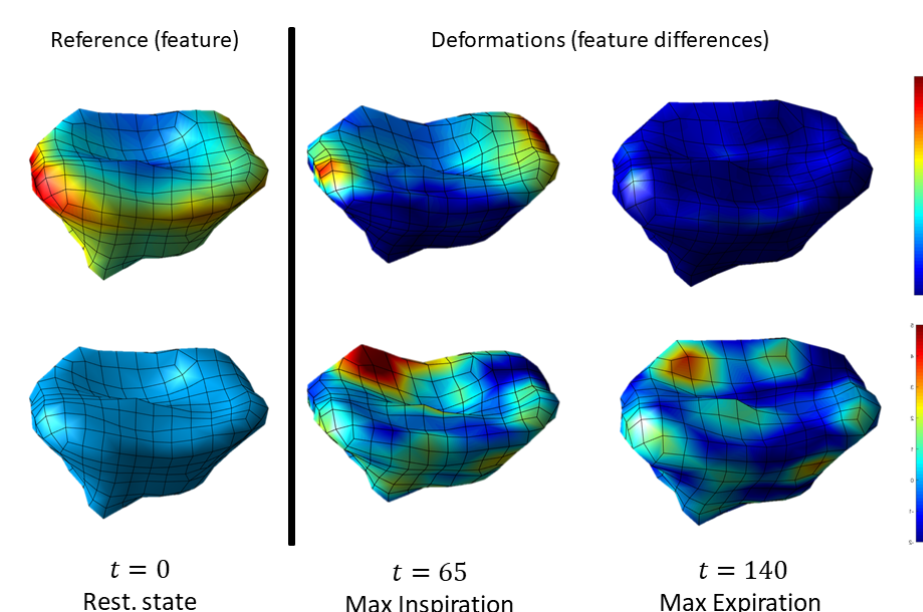 Reference (feature)
Deformations (feature differences)
t = 0
Rest. state
t = 65
Max Inspiration
t = 140
Max Expiration